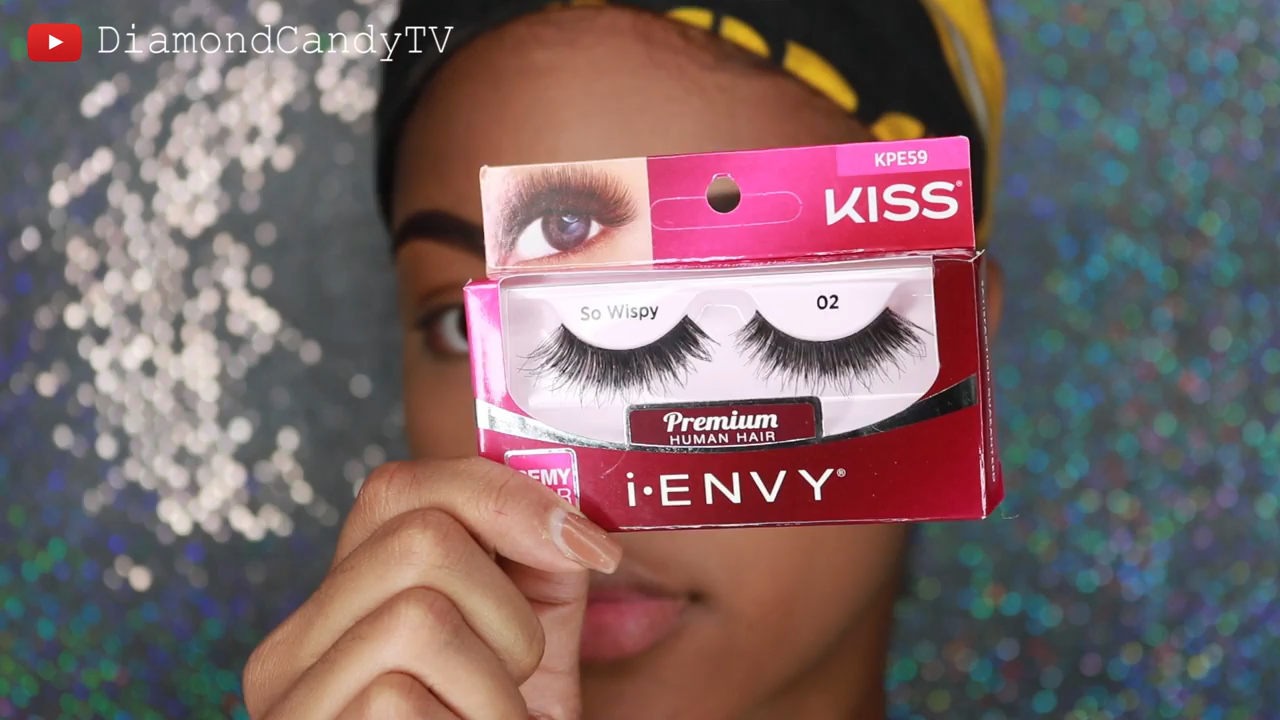 DiamondCandyTV
KPE59
KISS®
So Wispy
02
Premium
HUMAN HAIR
i·ENVY®